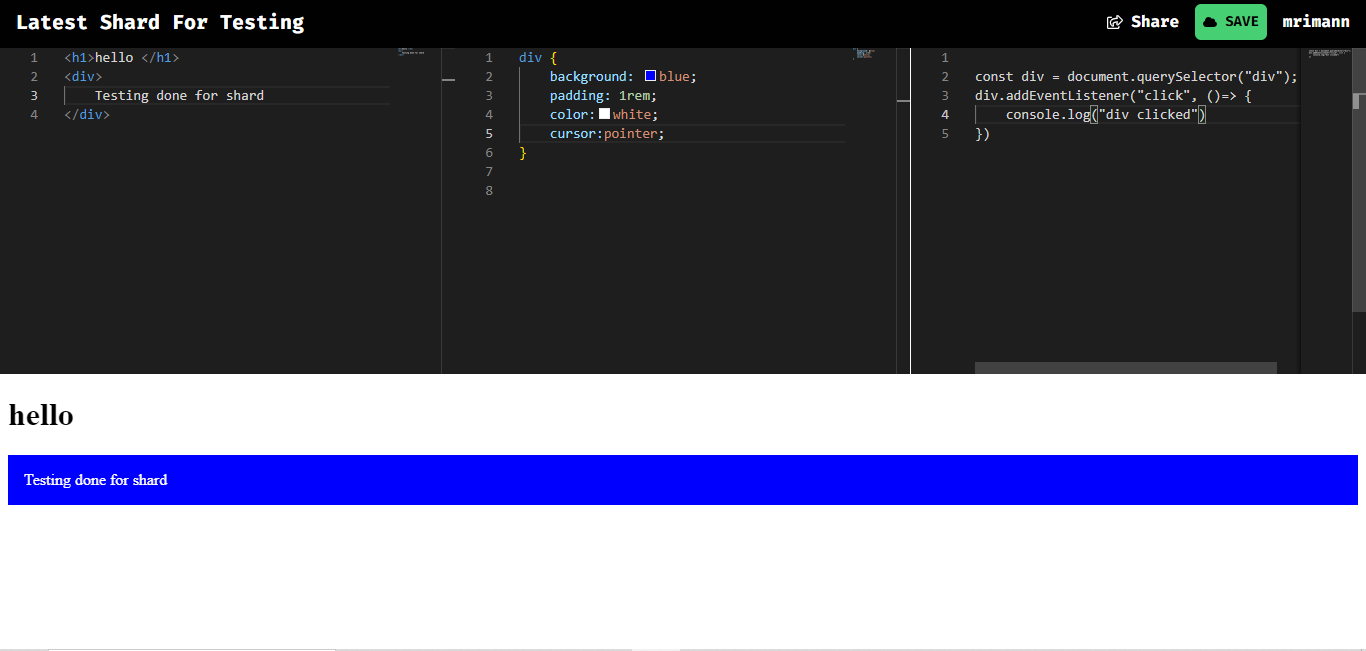 Latest Shard For Testing
Share
SAVE
mrimann
1 <h1>hello </h1>
2 <div>
3     Testing done for shard
4 </div>
1 div {
2     background: blue;
3     padding: 1rem;
4     color: white;
5     cursor:pointer;
6 }
7
8
1
2 const div = document.querySelector("div");
3 div.addEventListener("click", ()=> {
4     console.log("div clicked")
5 })
hello
Testing done for shard